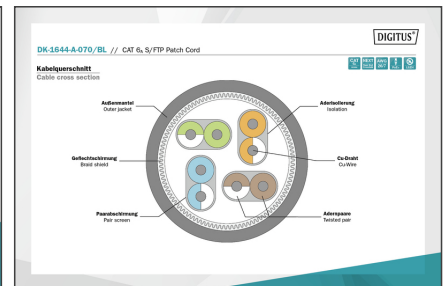 DIGITUS®
DK-1644-A-070/BL // CAT 6A S/FTP Patch Cord
Kabelquerschnitt
Cable cross section
Außenmantel
Outer jacket
Aderisolierung
Isolation
Geflechtschirmung
Braid shield
Cu-Draht
Cu-Wire
Paarabschirmung
Pair screen
Adernpaare
Twisted pair